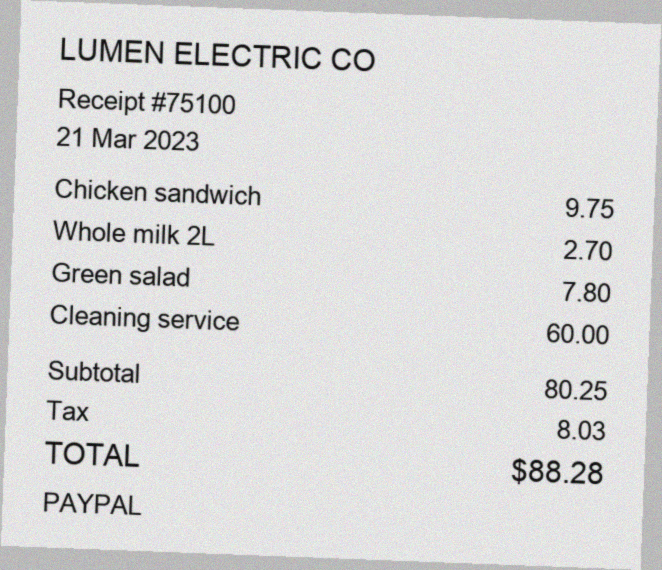 LUMEN ELECTRIC CO
Receipt #75100
21 Mar 2023
Chicken sandwich 9.75
Whole milk 2L 2.70
Green salad 7.80
Cleaning service 60.00
Subtotal 80.25
Tax 8.03
TOTAL $88.28
PAYPAL